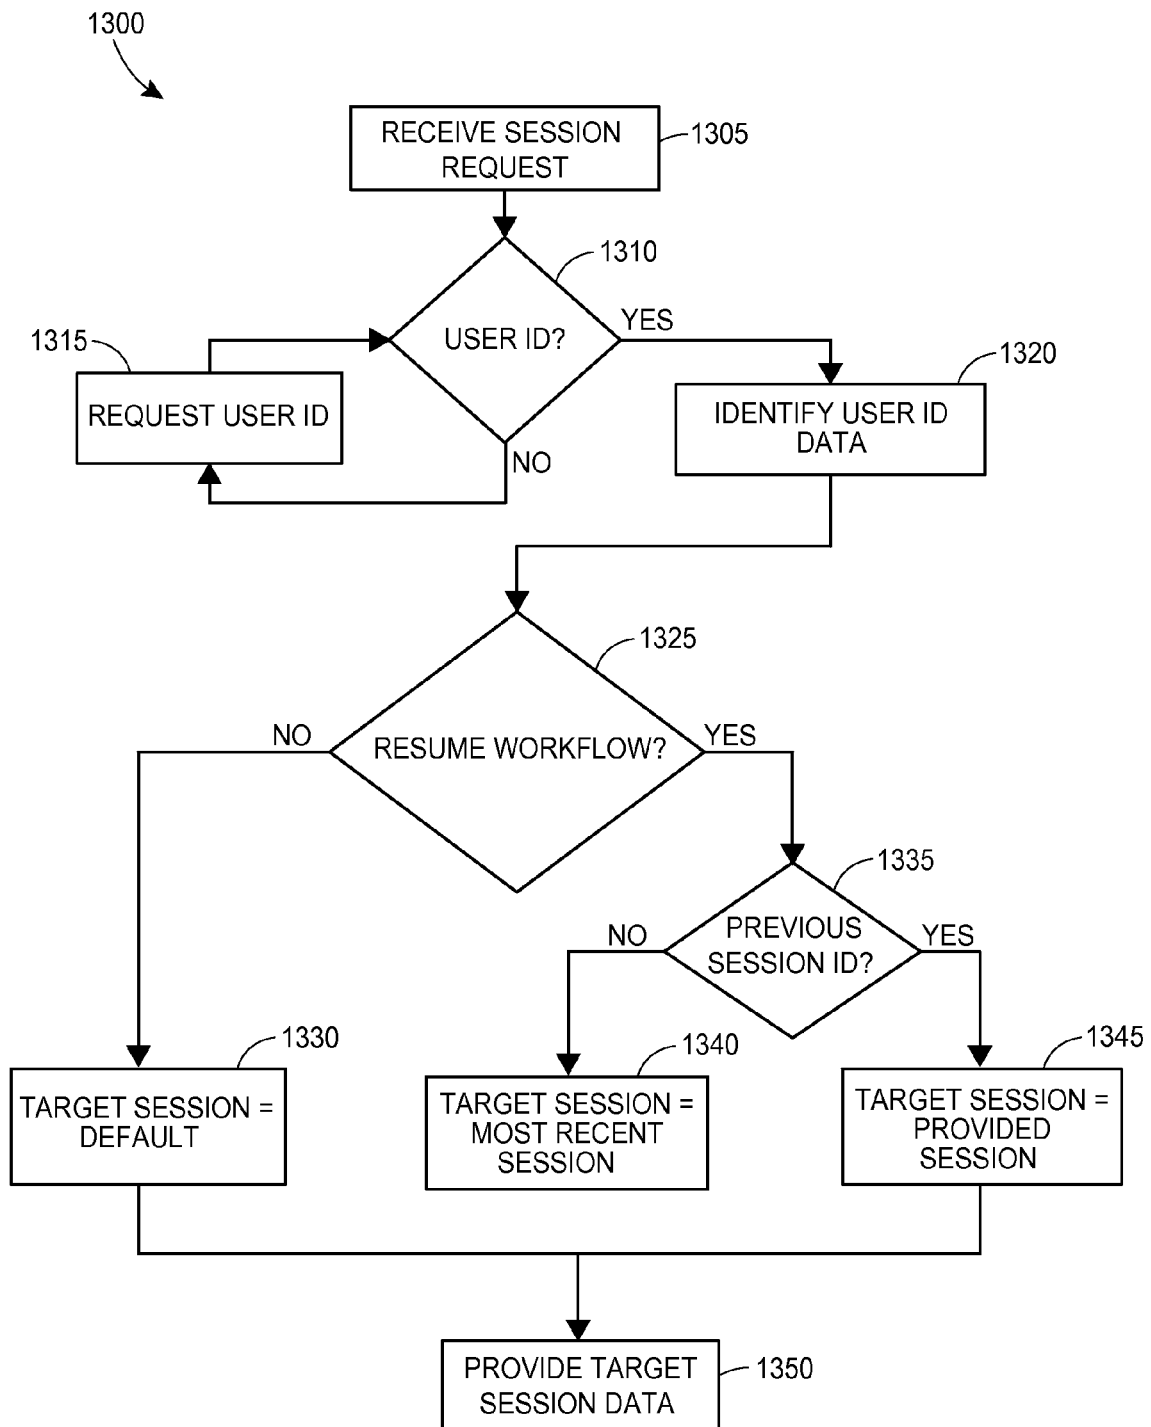 1300
RECEIVE SESSION
REQUEST
1305
1310
USER ID?
YES
NO
1315
REQUEST USER ID
1320
IDENTIFY USER ID
DATA
1325
RESUME WORKFLOW?
NO
YES
1335
PREVIOUS
SESSION ID?
NO
YES
1330
TARGET SESSION =
DEFAULT
1340
TARGET SESSION =
MOST RECENT
SESSION
1345
TARGET SESSION =
PROVIDED
SESSION
PROVIDE TARGET
SESSION DATA
1350